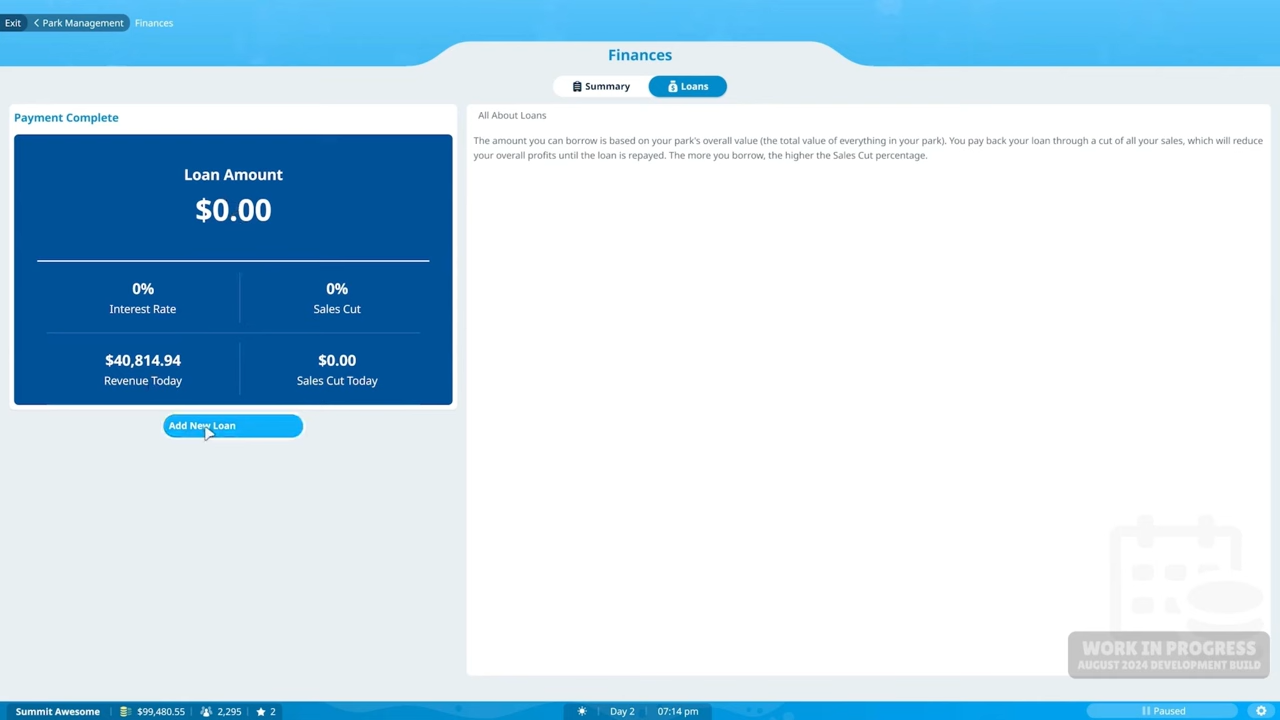 Exit
Park Management
Finances
Finances
Summary
Loans
Payment Complete
Loan Amount
$0.00
0%
Interest Rate
0%
Sales Cut
$40,814.94
Revenue Today
$0.00
Sales Cut Today
Add New Loan
All About Loans
The amount you can borrow is based on your park's overall value (the total value of everything in your park). You pay back your loan through a cut of all your sales, which will reduce
your overall profits until the loan is repayed. The more you borrow, the higher the Sales Cut percentage.
WORK IN PROGRESS
AUGUST 2024 DEVELOPMENT BUILD
Summit Awesome
$99,480.55
2,295
2
Day 2
07:14 pm
Paused